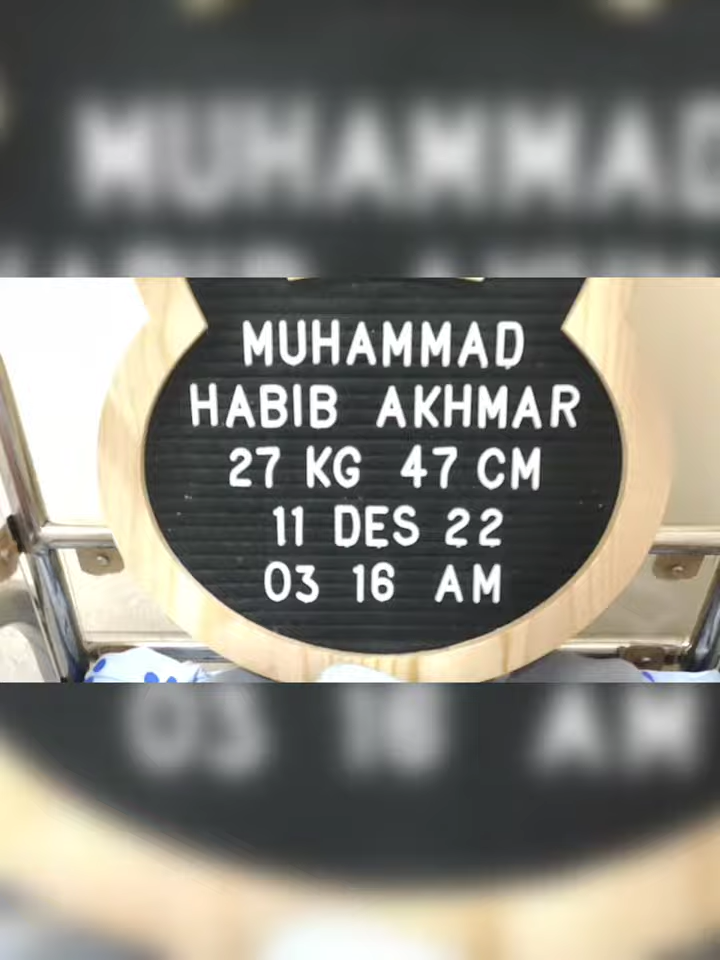 MUHAMMAD
HABIB AKHMAR
27 KG 47 CM
11 DES 22
03 16 AM